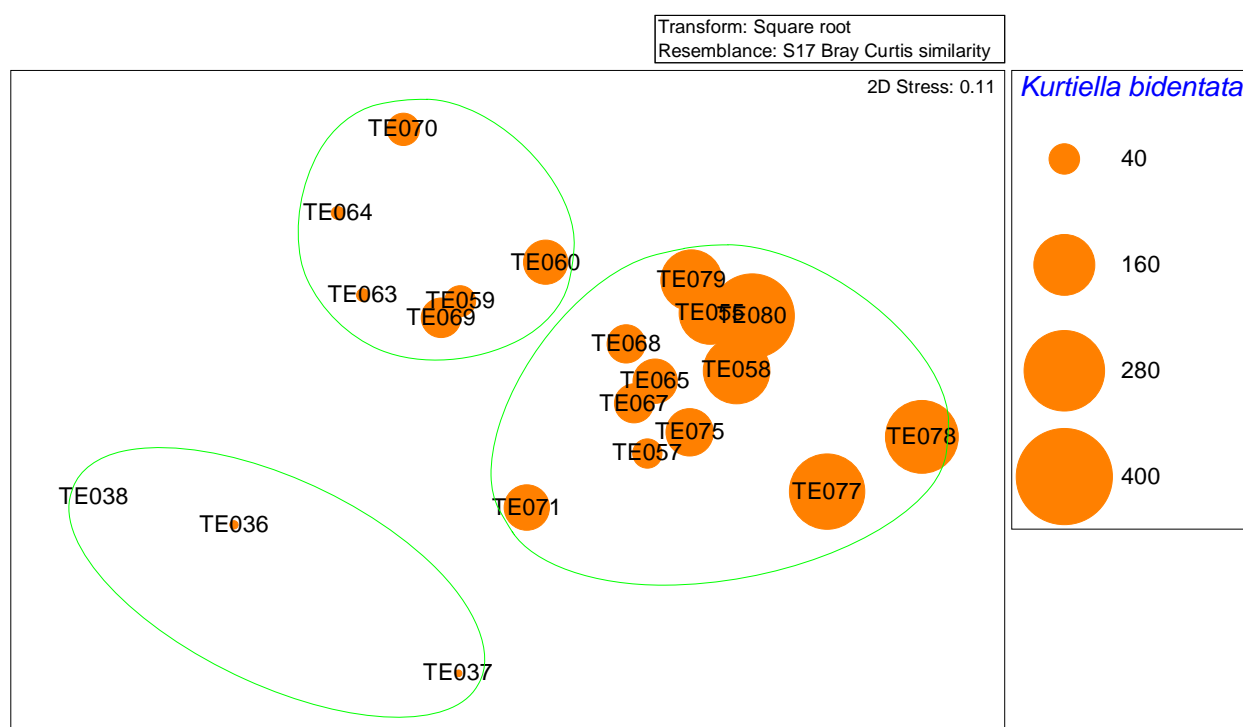 Transform: Square root
Resemblance: S17 Bray Curtis similarity
2D Stress: 0.11
Kurtiella bidentata
40
160
280
400
TE070
TE064
TE060
TE063
TE059
TE069
TE079
TE055
TE080
TE068
TE058
TE065
TE067
TE075
TE078
TE057
TE077
TE071
TE038
TE036
TE037